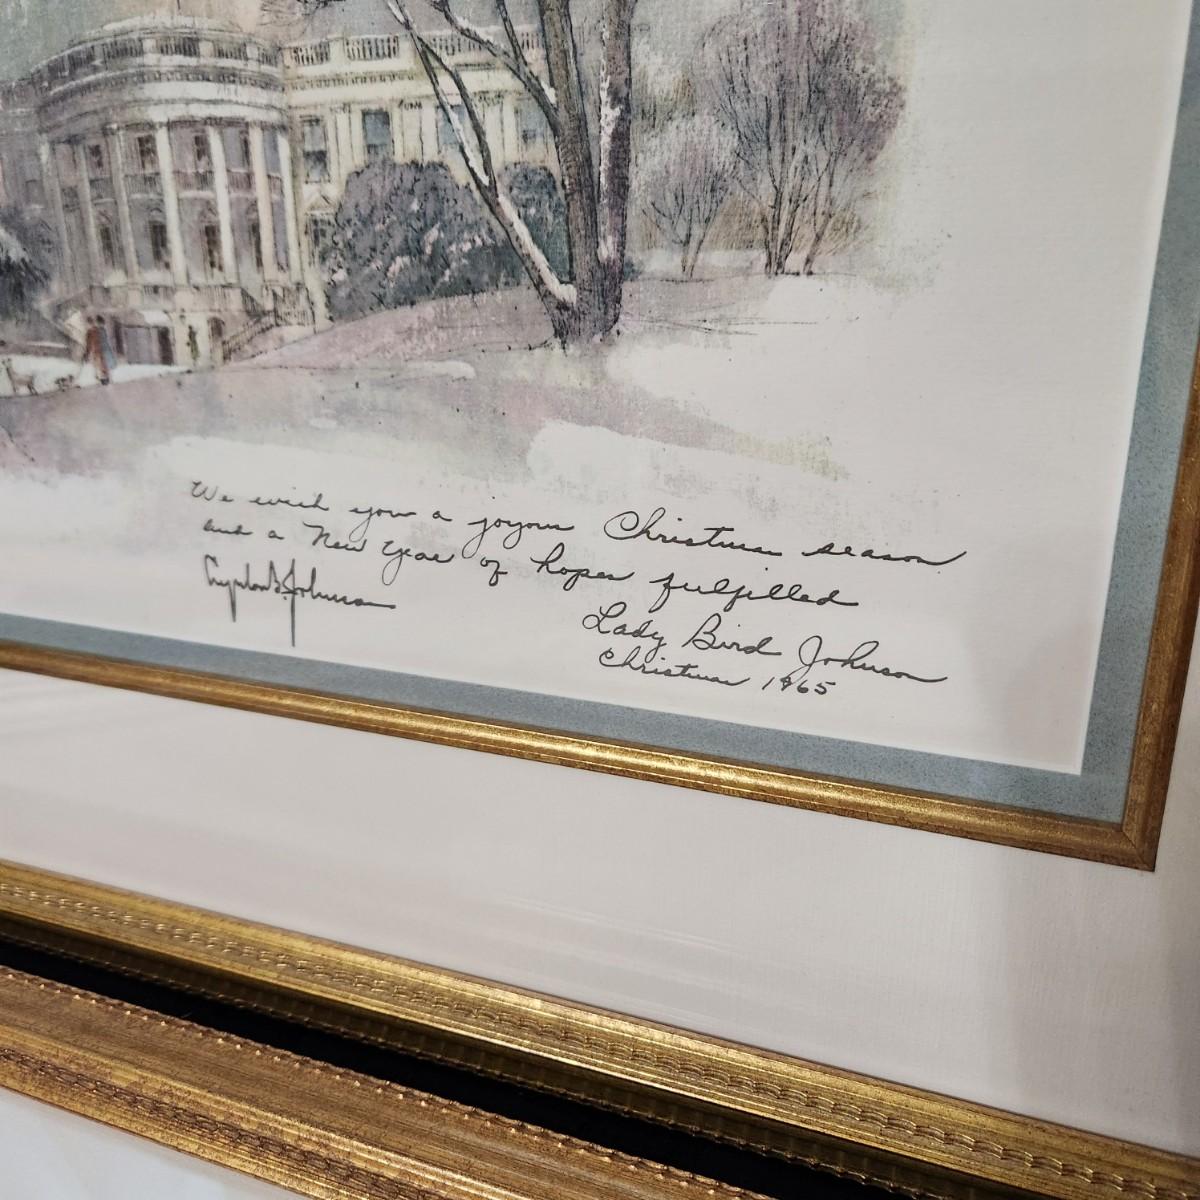 We wish you a joyous Christmas season
and a New Year of hopes fulfilled
Lyndon B. Johnson
Lady Bird Johnson
Christmas 1965